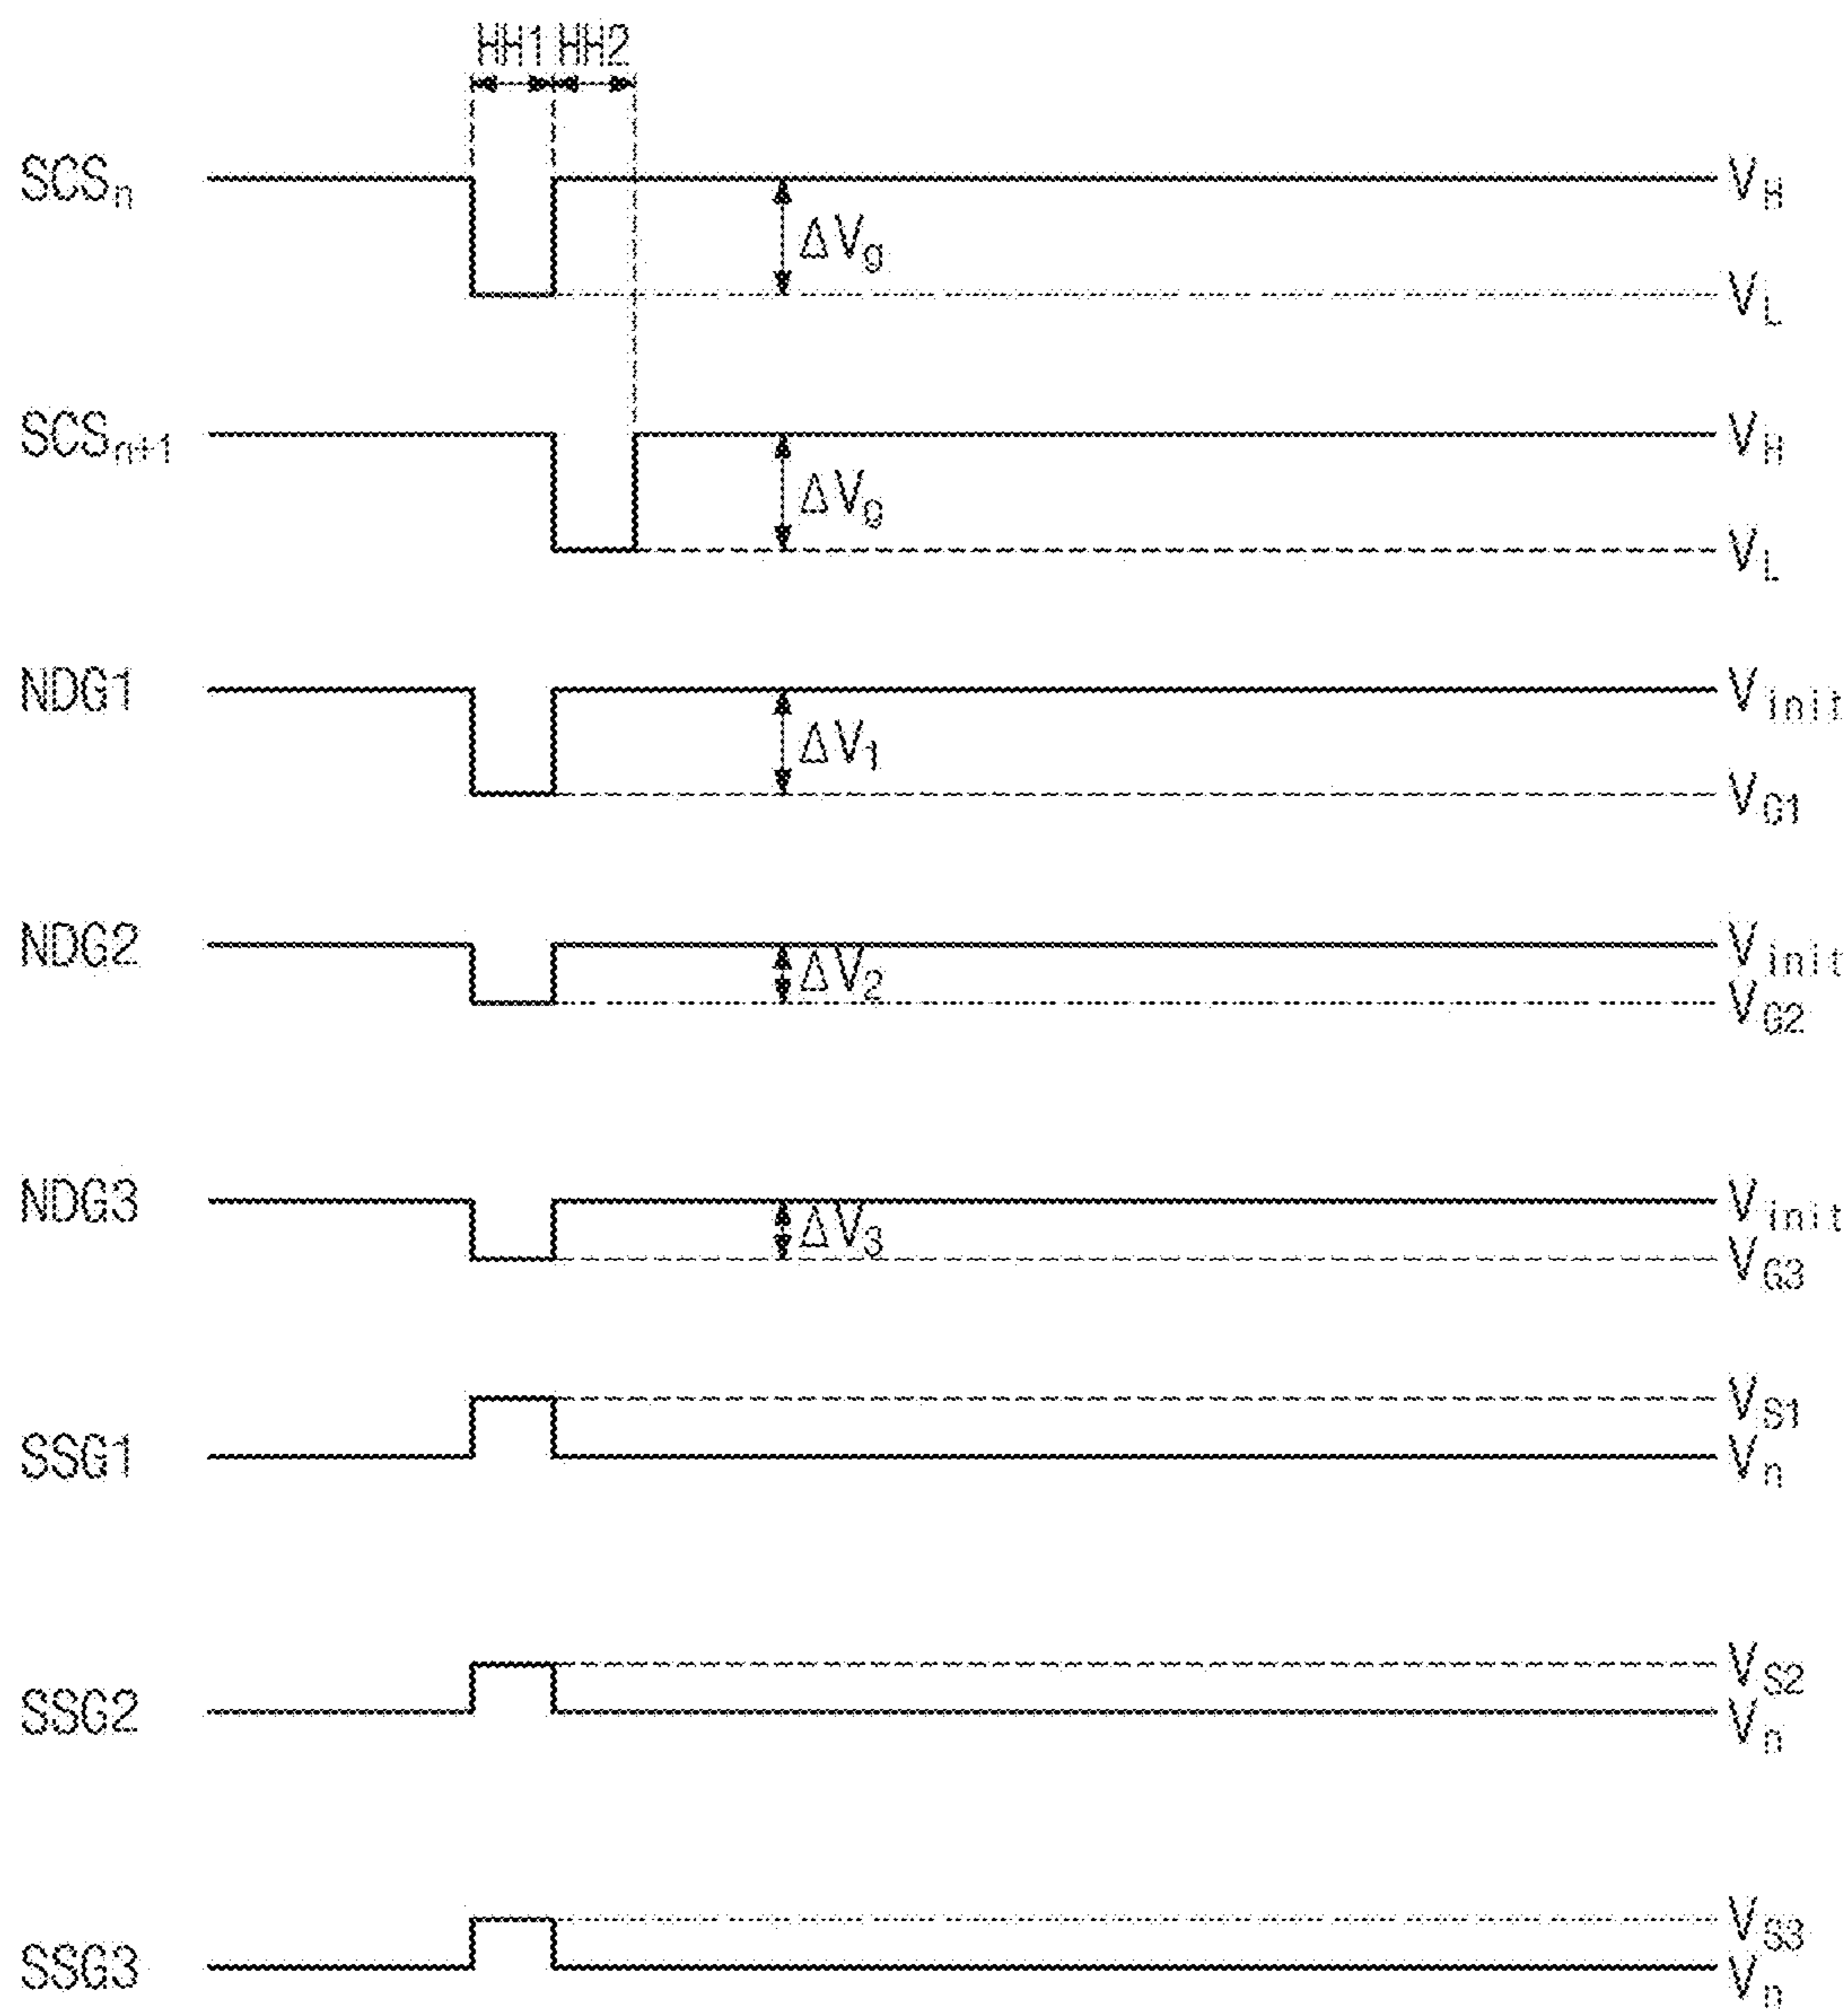 HH1 HH2
SCSn VH
ΔVg
VL
SCSn+1 VH
ΔVg
VL
NDG1 Vinit
ΔV1
VG1
NDG2 Vinit
ΔV2
VG2
NDG3 Vinit
ΔV3
VG3
VS1
SSG1 Vn
VS2
SSG2 Vn
VS3
SSG3 Vn